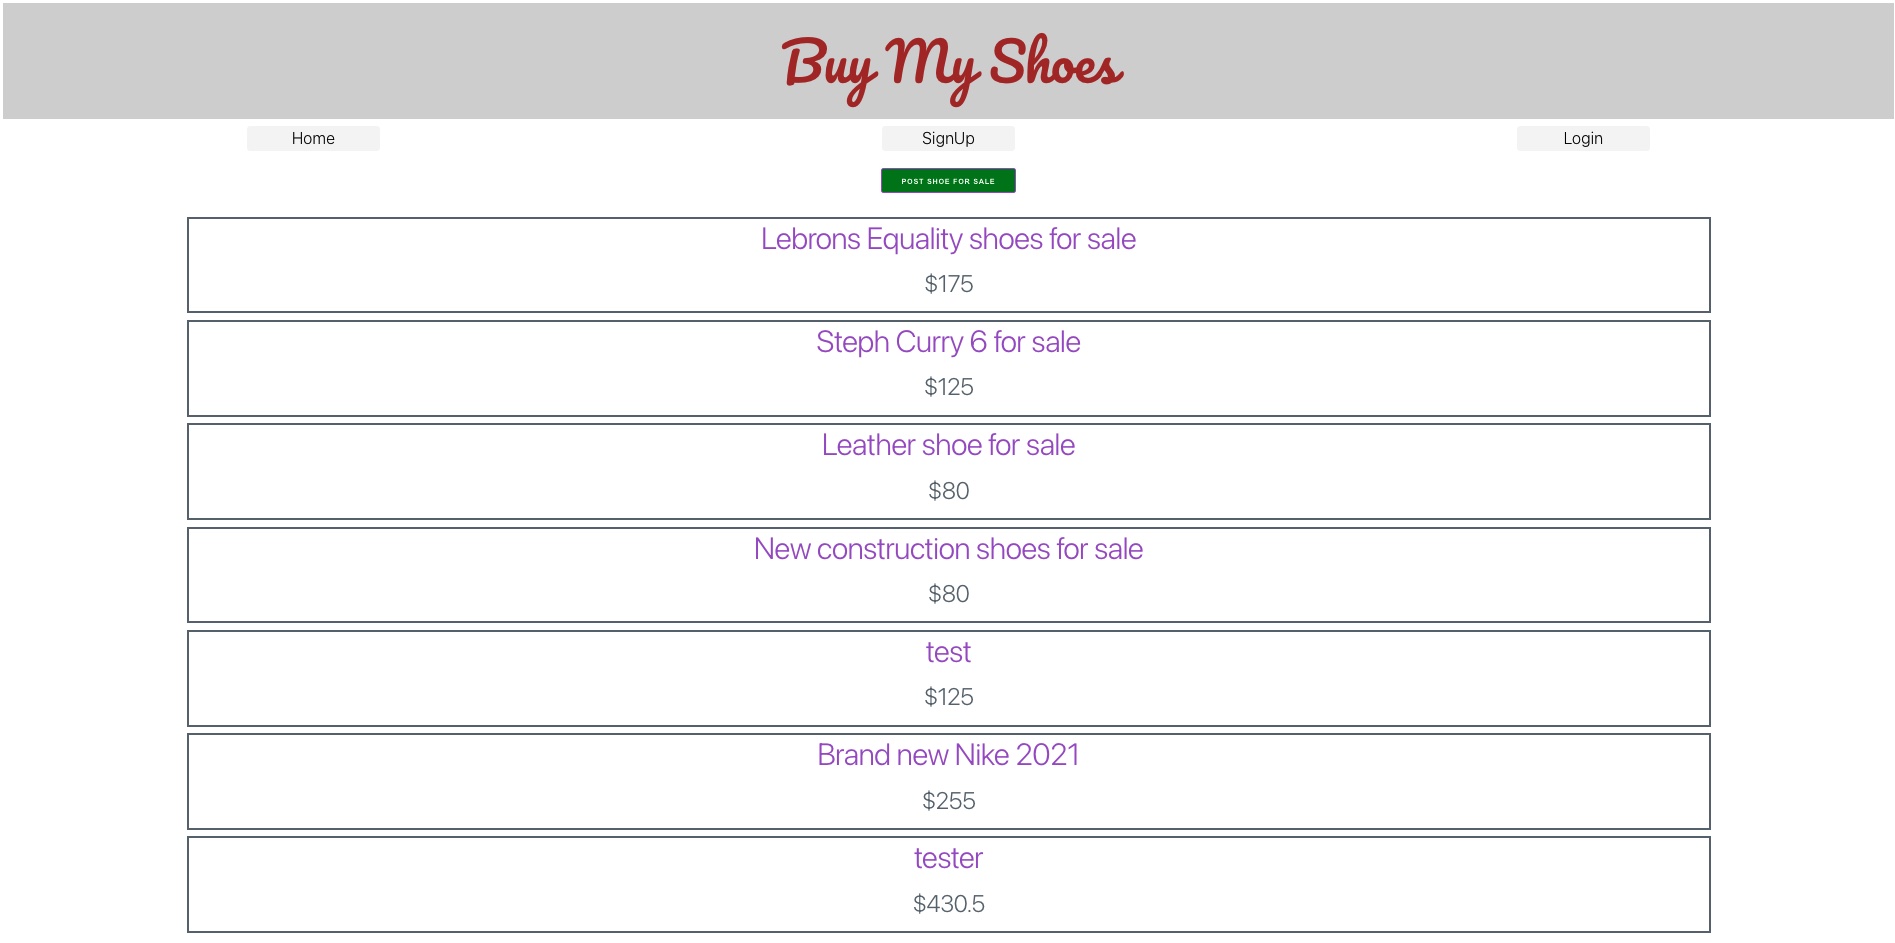 Buy My Shoes
Home SignUp Login
POST SHOE FOR SALE
Lebrons Equality shoes for sale
$175
Steph Curry 6 for sale
$125
Leather shoe for sale
$80
New construction shoes for sale
$80
test
$125
Brand new Nike 2021
$255
tester
$430.5